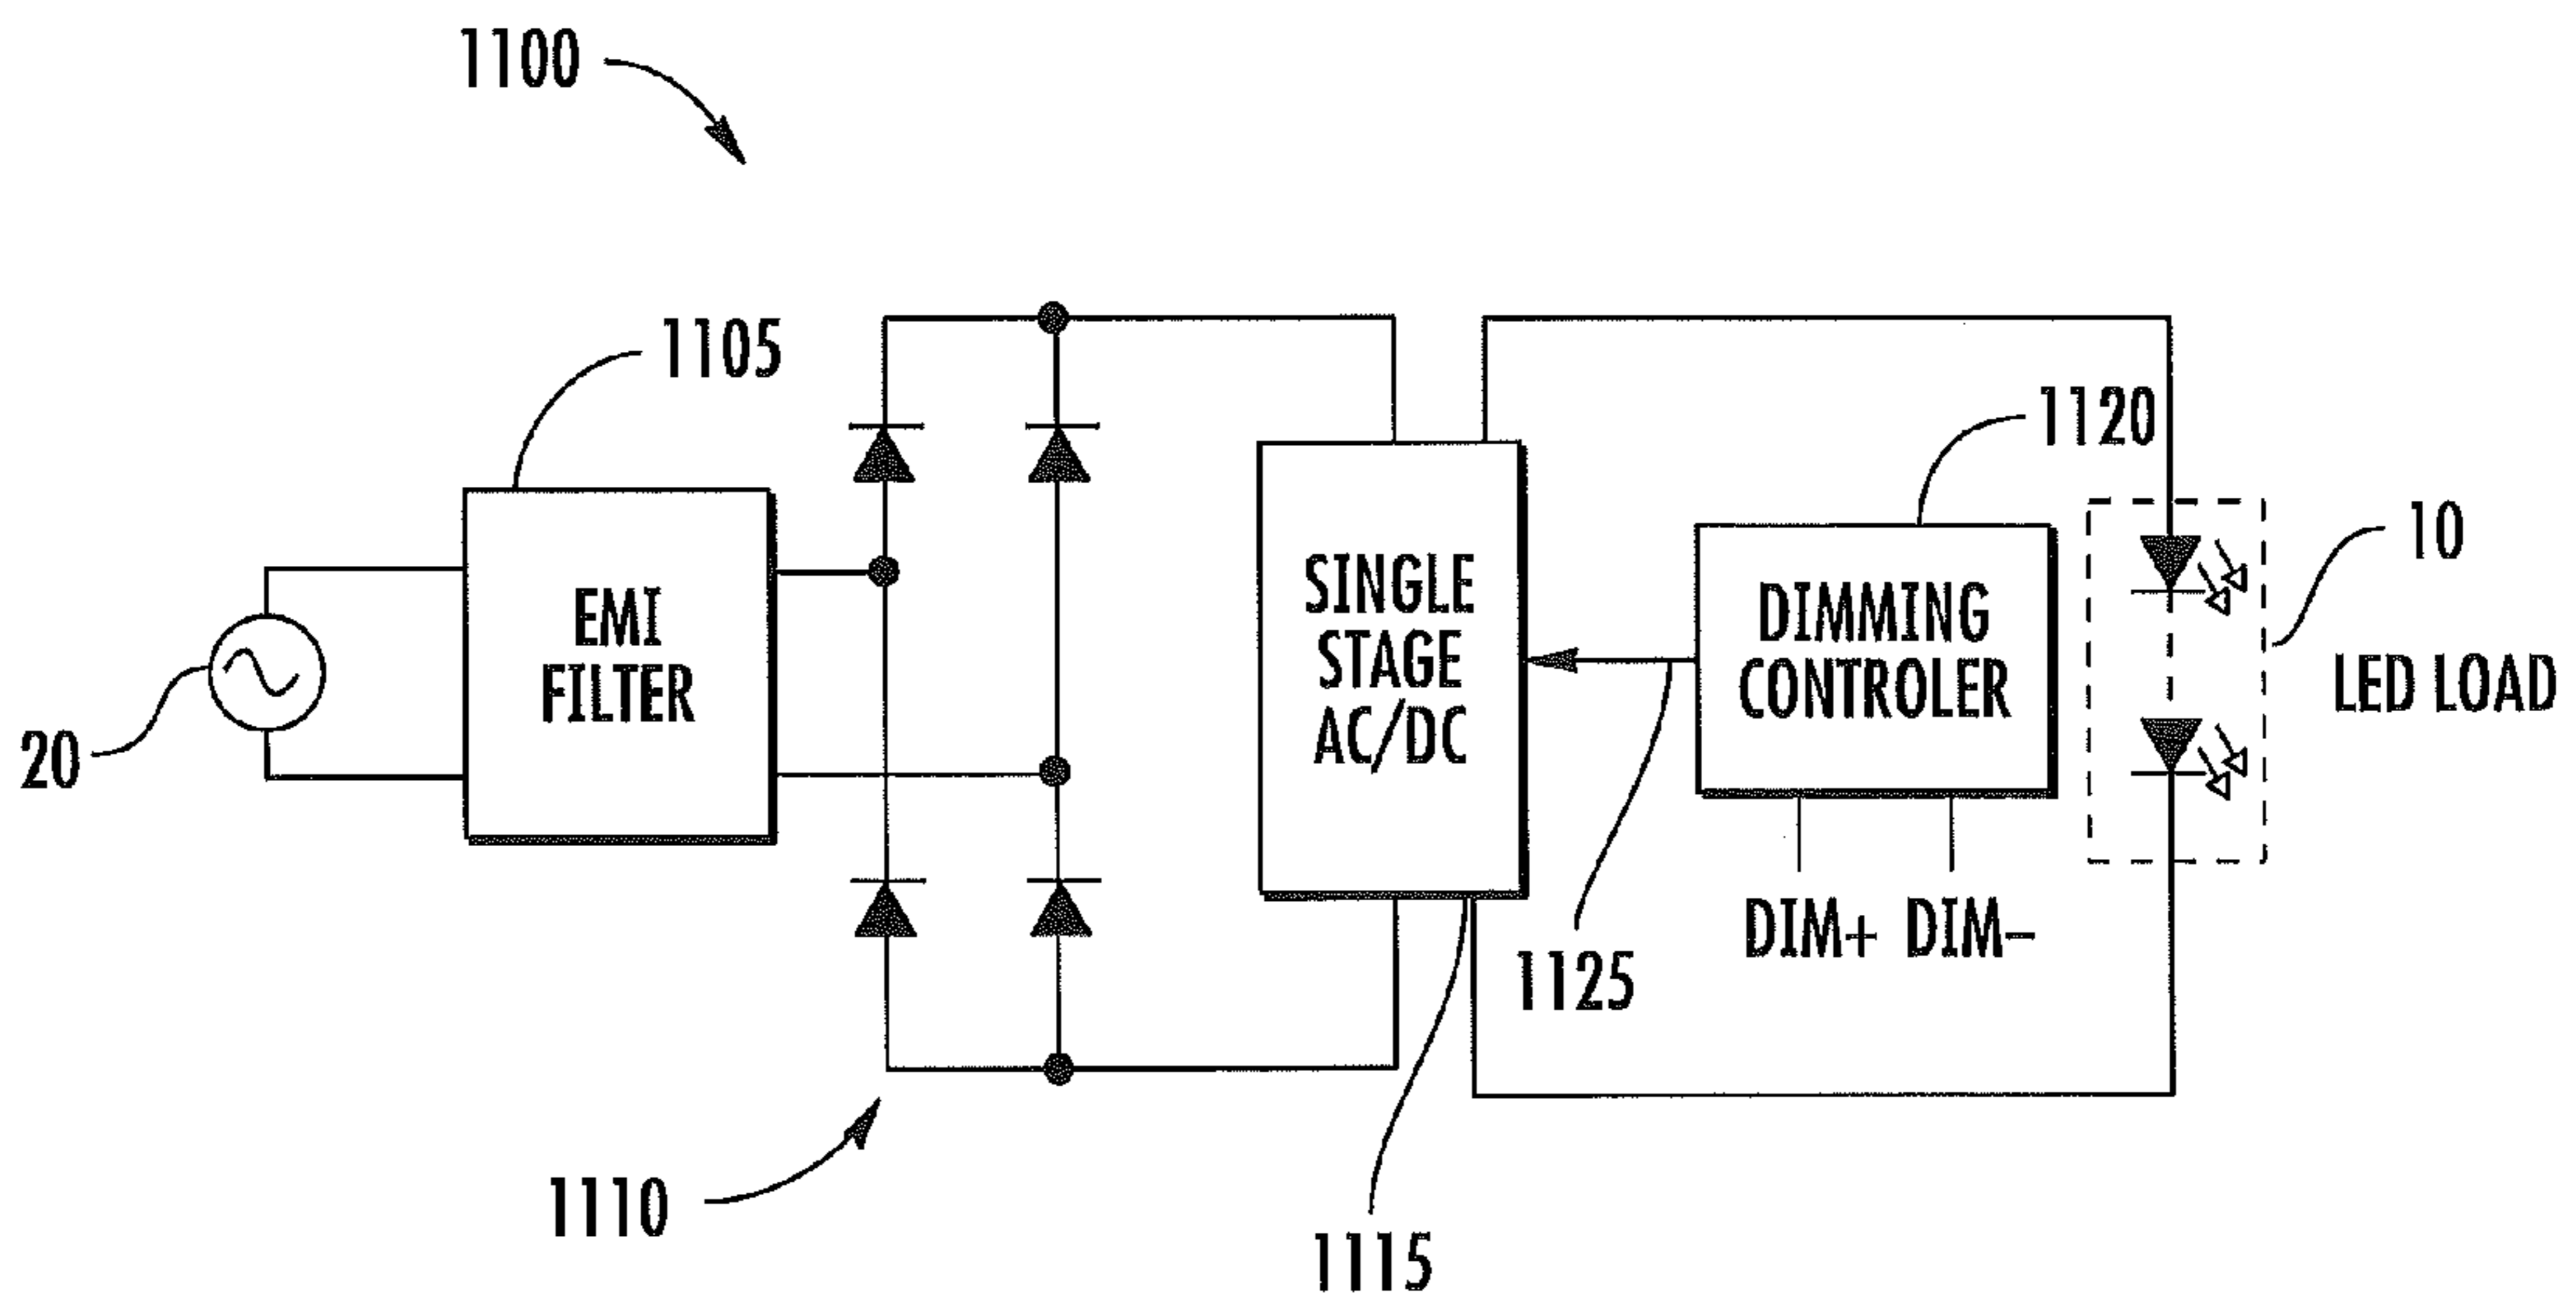 1100
1105
1120
10
EMI
FILTER
SINGLE
STAGE
AC/DC
DIMMING
CONTROLER
LED LOAD
20
DIM+ DIM–
1125
1110
1115